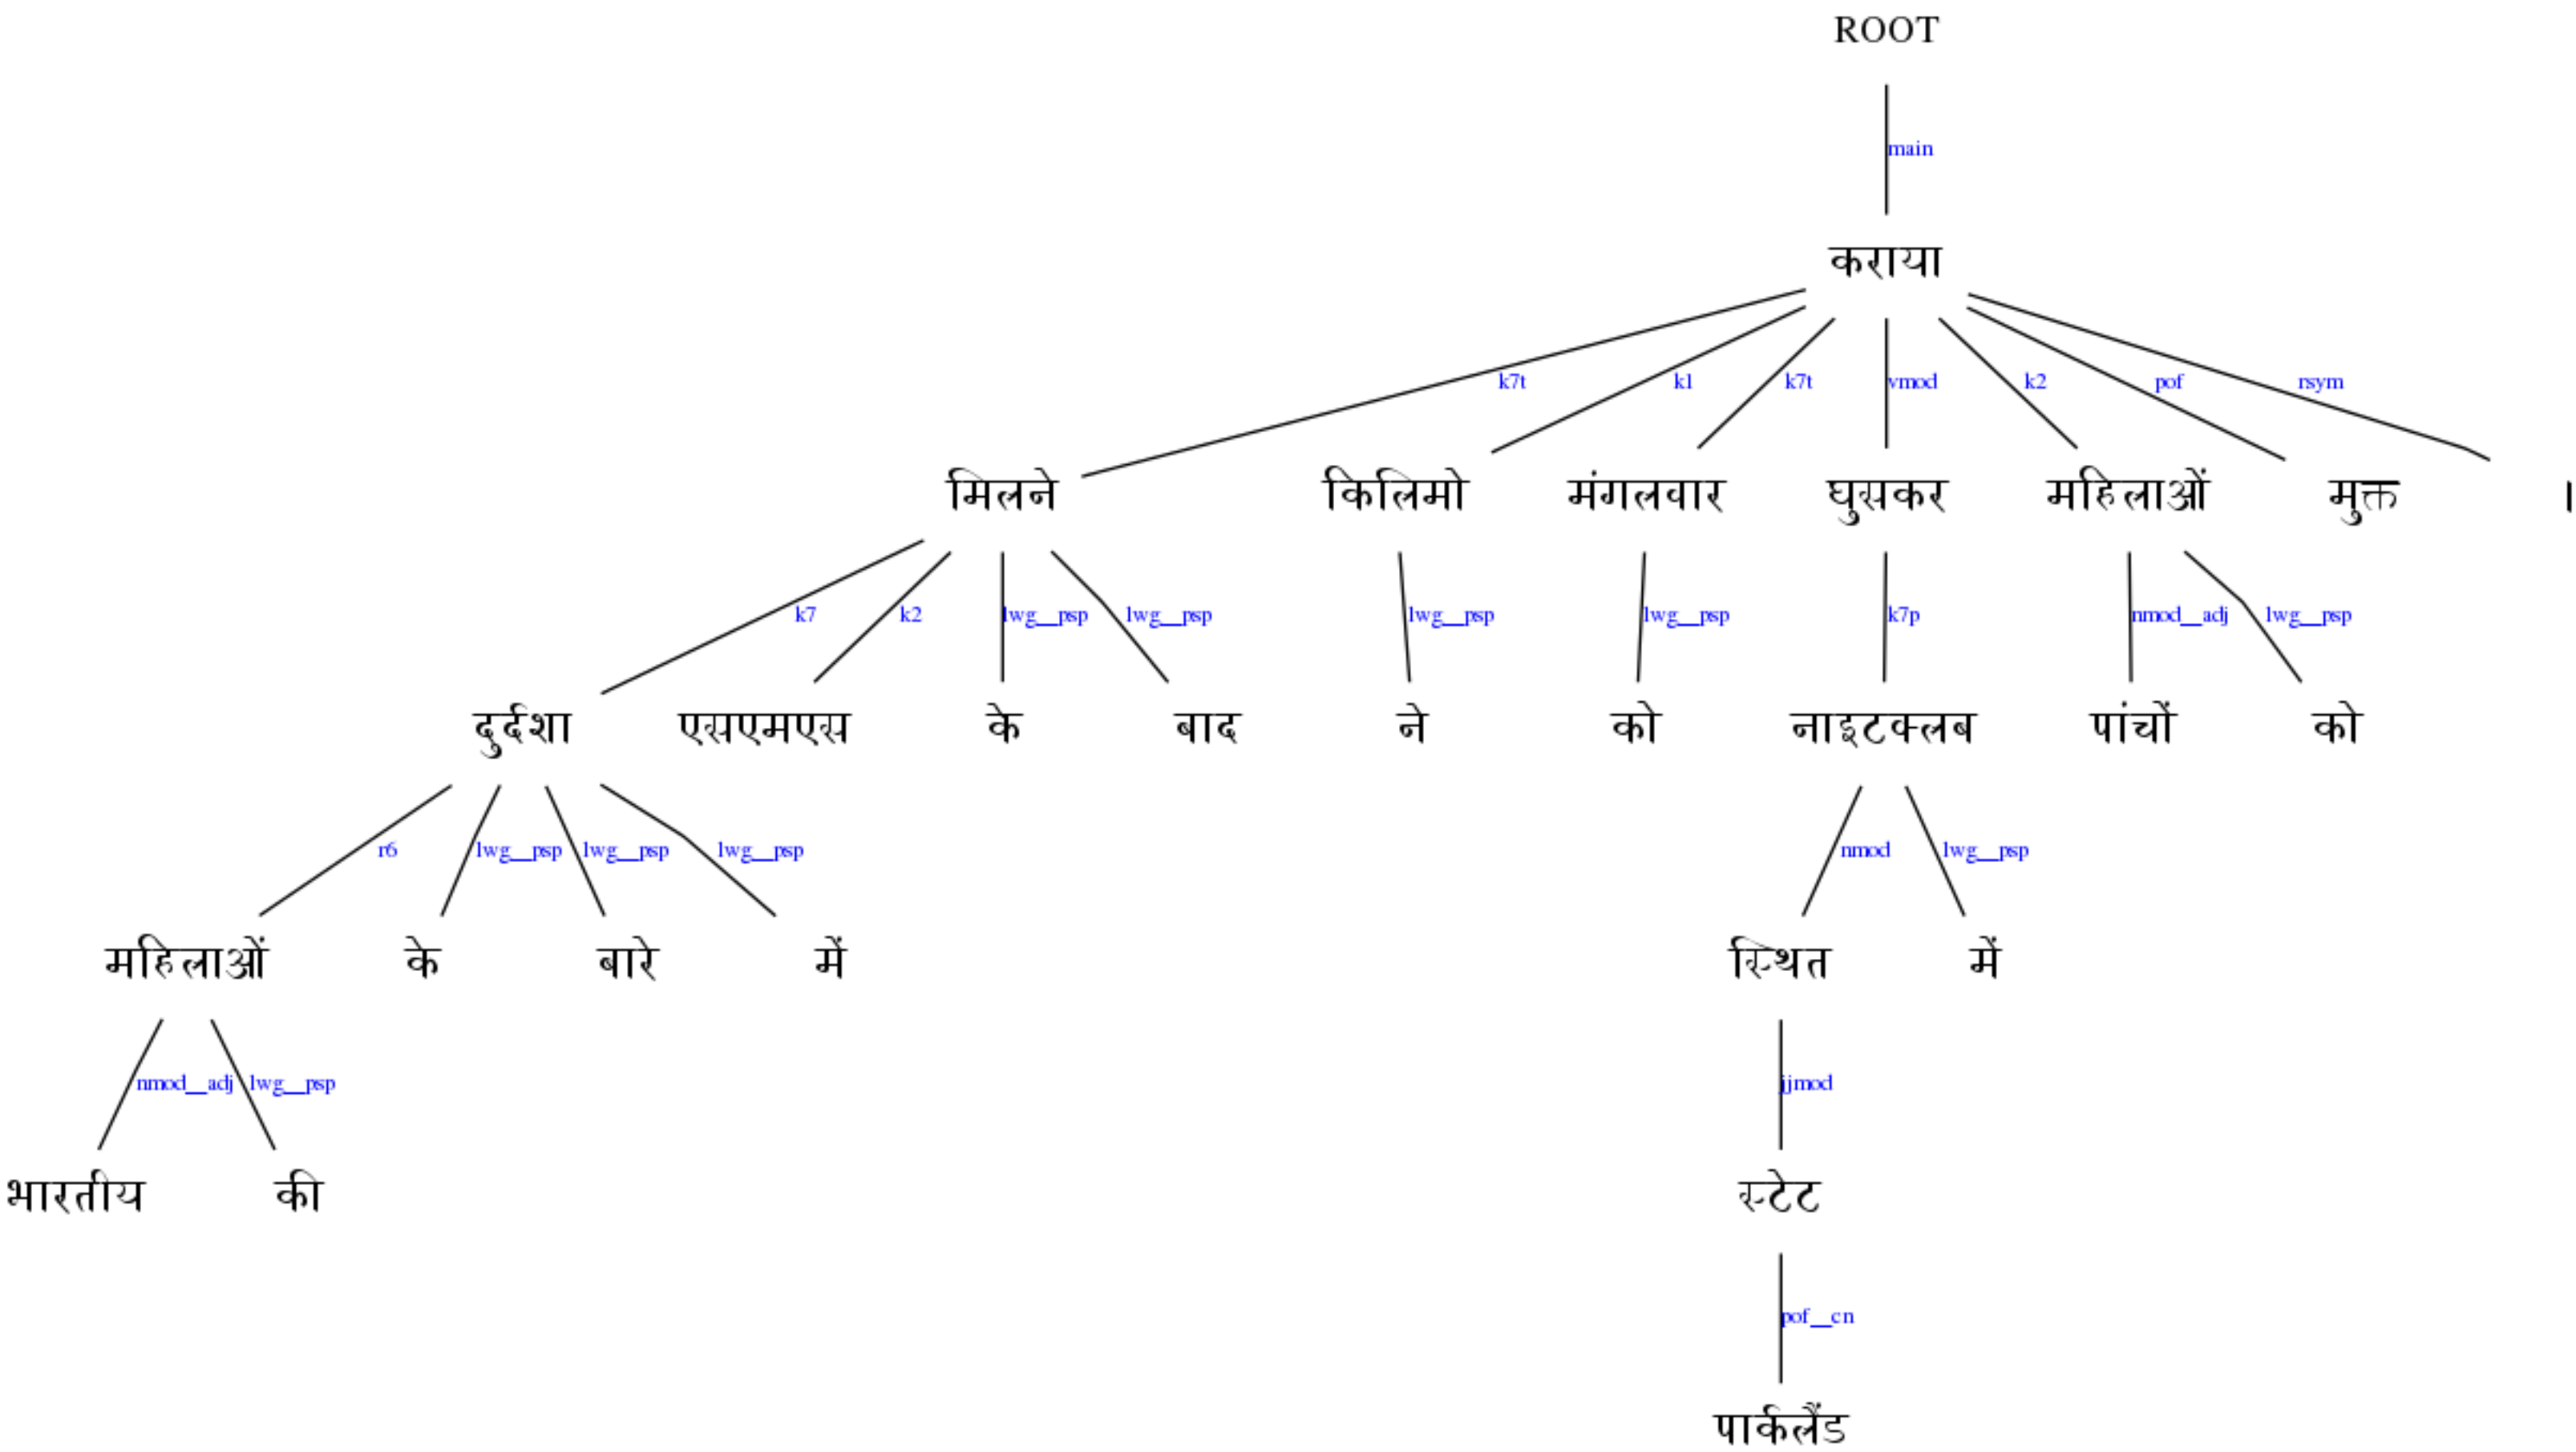 ROOT
main
कराया
k7t k1 k7t vmod k2 pof rsym
मिलने किलिमो मंगलवार घुसकर महिलाओं मुक्त ।
k7 k2 lwg__psp lwg__psp lwg__psp lwg__psp k7p nmod__adj lwg__psp
दुर्दशा एसएमएस के बाद ने को नाइटक्लब पांचों को
r6 lwg__psp lwg__psp lwg__psp nmod lwg__psp
महिलाओं के बारे में स्थित में
nmod__adj lwg__psp jjmod
भारतीय की स्टेट
pof__cn
पार्कलैंड